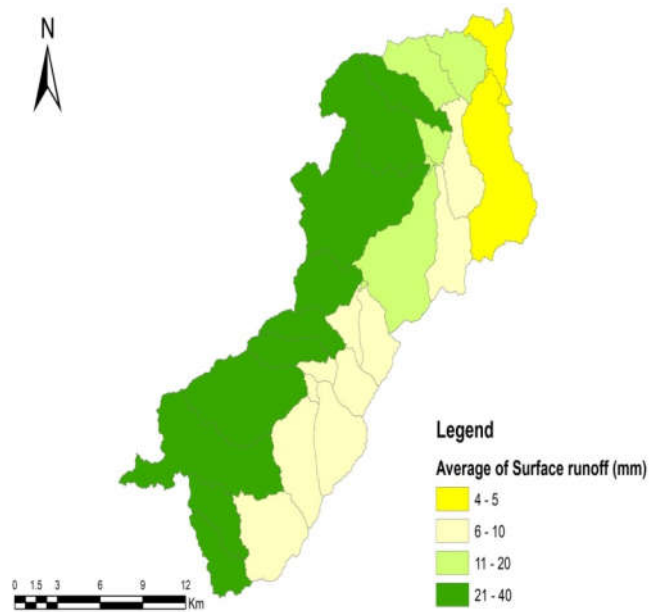 N
Legend
Average of Surface runoff (mm)
4 - 5
6 - 10
11 - 20
21 - 40
0 1.5 3 6 9 12
Km